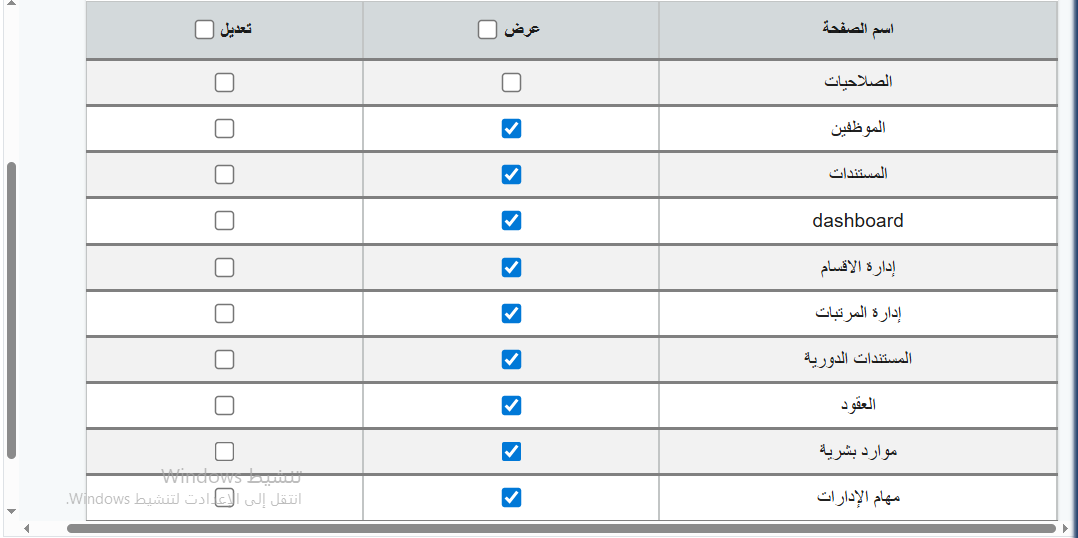 اسم الصفحة عرض تعديل
الصلاحيات
الموظفين
المستندات
dashboard
إدارة الاقسام
إدارة المرتبات
المستندات الدورية
العقود
موارد بشرية
تنشيط Windows
مهام الإدارات
انتقل إلى الإعدادت لتنشيط Windows.